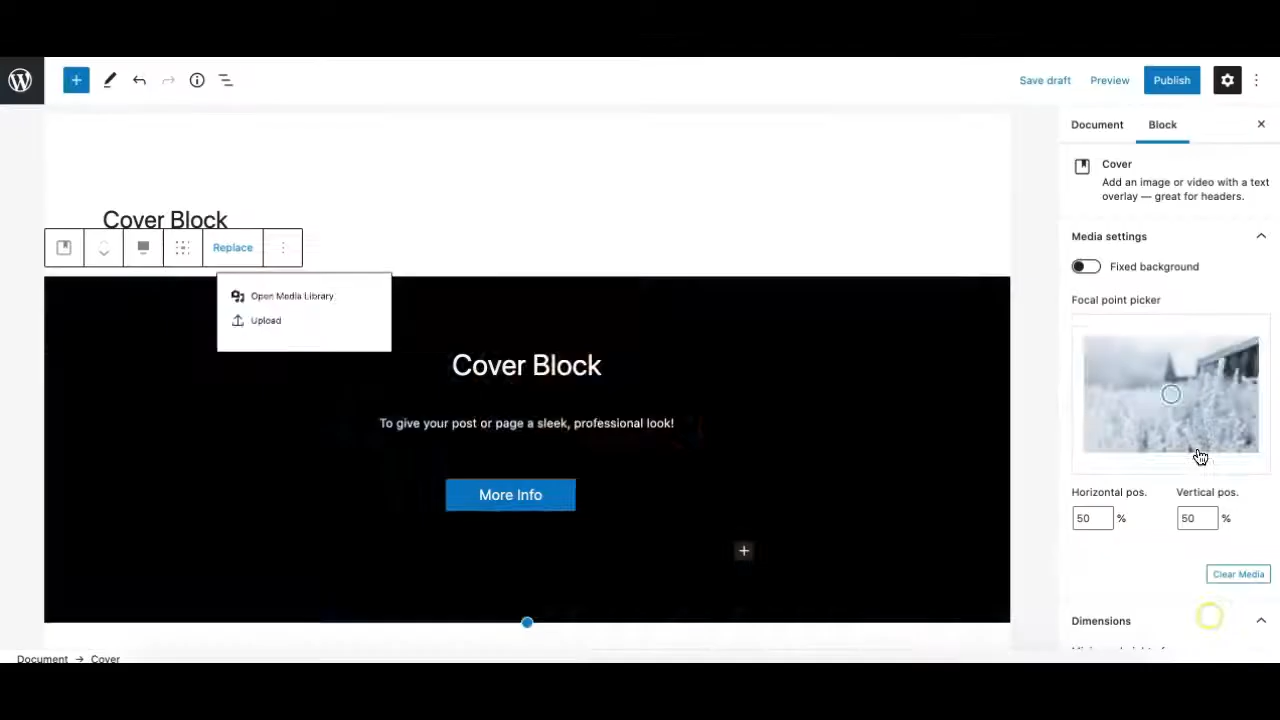 Save draft
Preview
Publish
Document
Block
Cover
Add an image or video with a text
overlay — great for headers.
Cover Block
Media settings
Replace
Fixed background
Open Media Library
Focal point picker
Upload
Cover Block
To give your post or page a sleek, professional look!
More Info
Horizontal pos.
Vertical pos.
50 %
50 %
Clear Media
Dimensions
Document → Cover